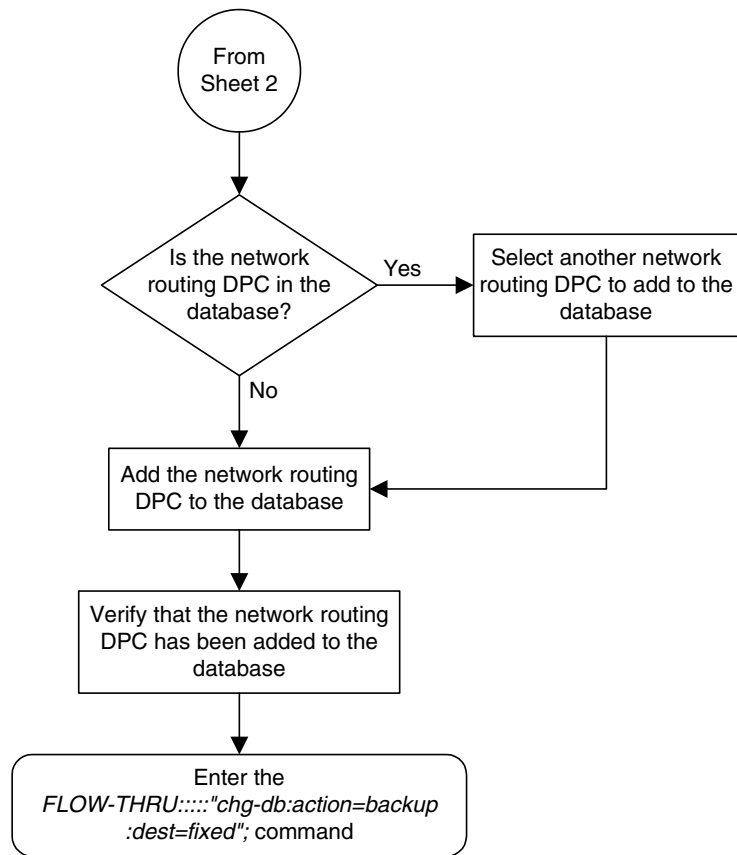 From
Sheet 2
Is the network
routing DPC in the
database?
Yes
Select another network
routing DPC to add to the
database
No
Add the network routing
DPC to the database
Verify that the network routing
DPC has been added to the
database
Enter the
FLOW-THRU:::::"chg-db:action=backup
:dest=fixed"; command